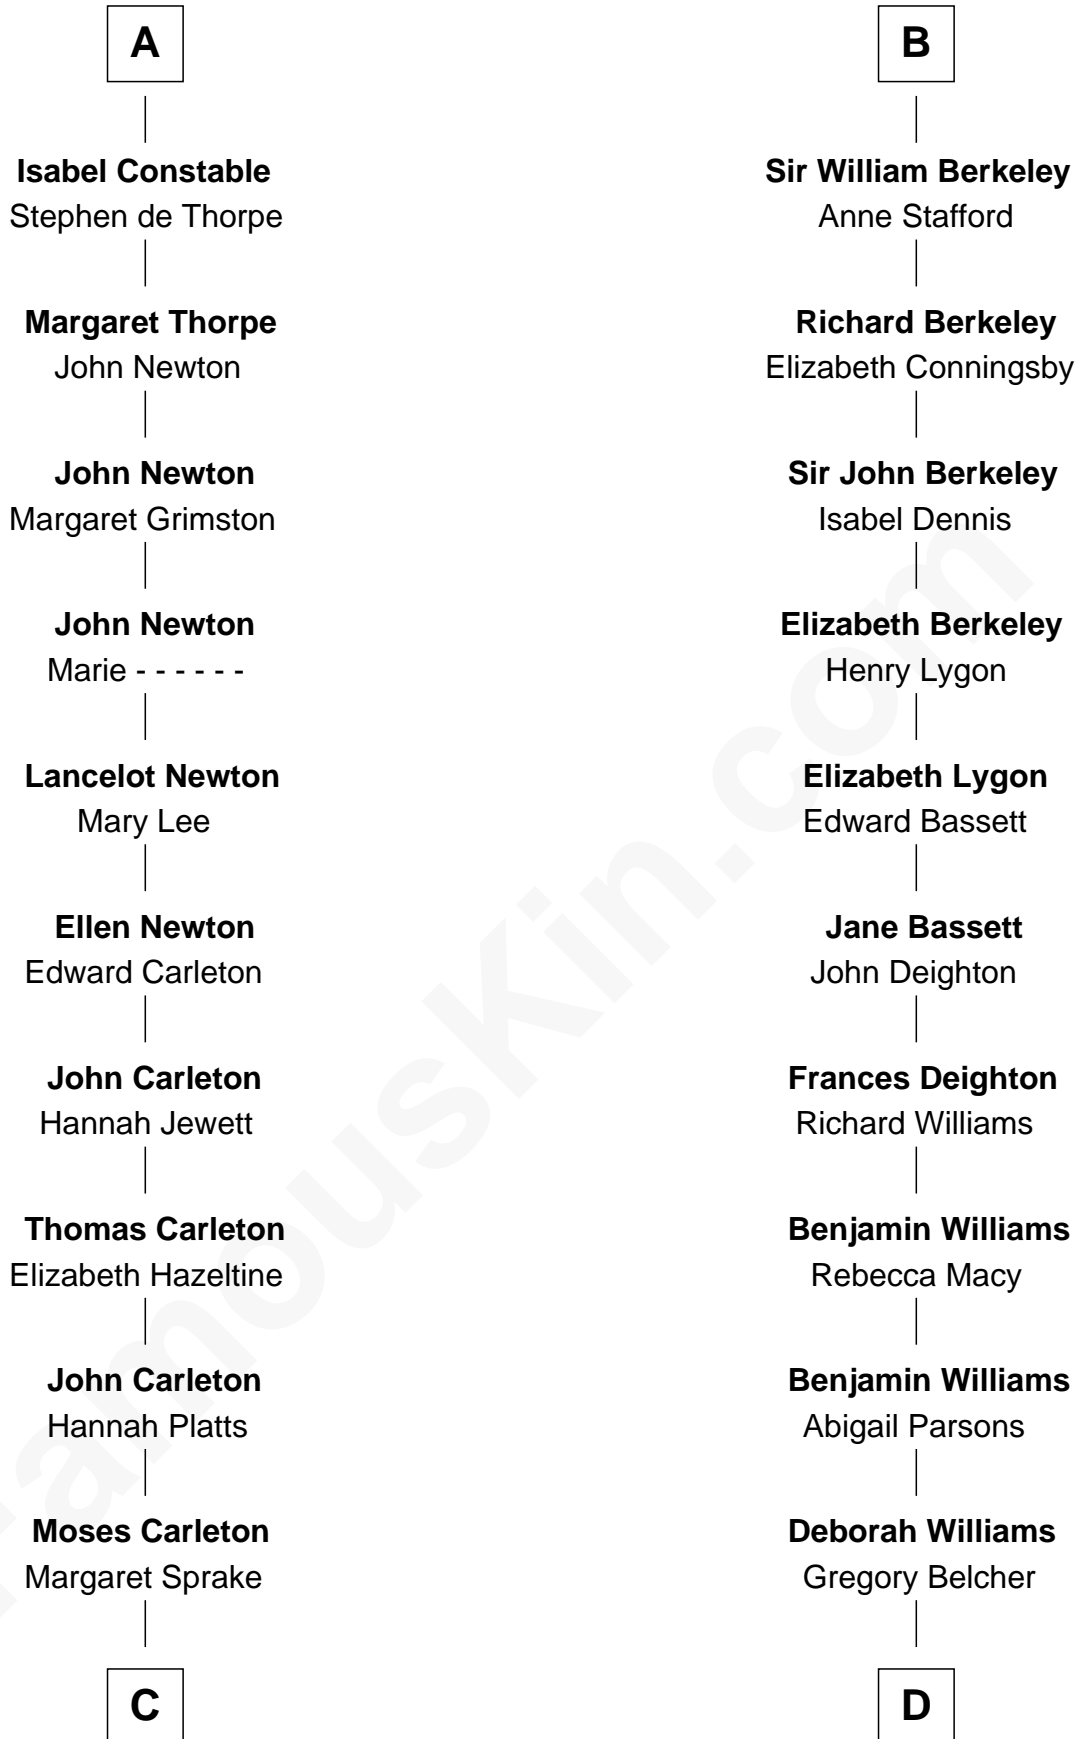 A
Isabel Constable
Stephen de Thorpe
Margaret Thorpe
John Newton
John Newton
Margaret Grimston
John Newton
Marie - - - - - -
Lancelot Newton
Mary Lee
Ellen Newton
Edward Carleton
John Carleton
Hannah Jewett
Thomas Carleton
Elizabeth Hazeltine
John Carleton
Hannah Platts
Moses Carleton
Margaret Sprake
C
B
Sir William Berkeley
Anne Stafford
Richard Berkeley
Elizabeth Conningsby
Sir John Berkeley
Isabel Dennis
Elizabeth Berkeley
Henry Lygon
Elizabeth Lygon
Edward Bassett
Jane Bassett
John Deighton
Frances Deighton
Richard Williams
Benjamin Williams
Rebecca Macy
Benjamin Williams
Abigail Parsons
Deborah Williams
Gregory Belcher
D
FamousKin.com